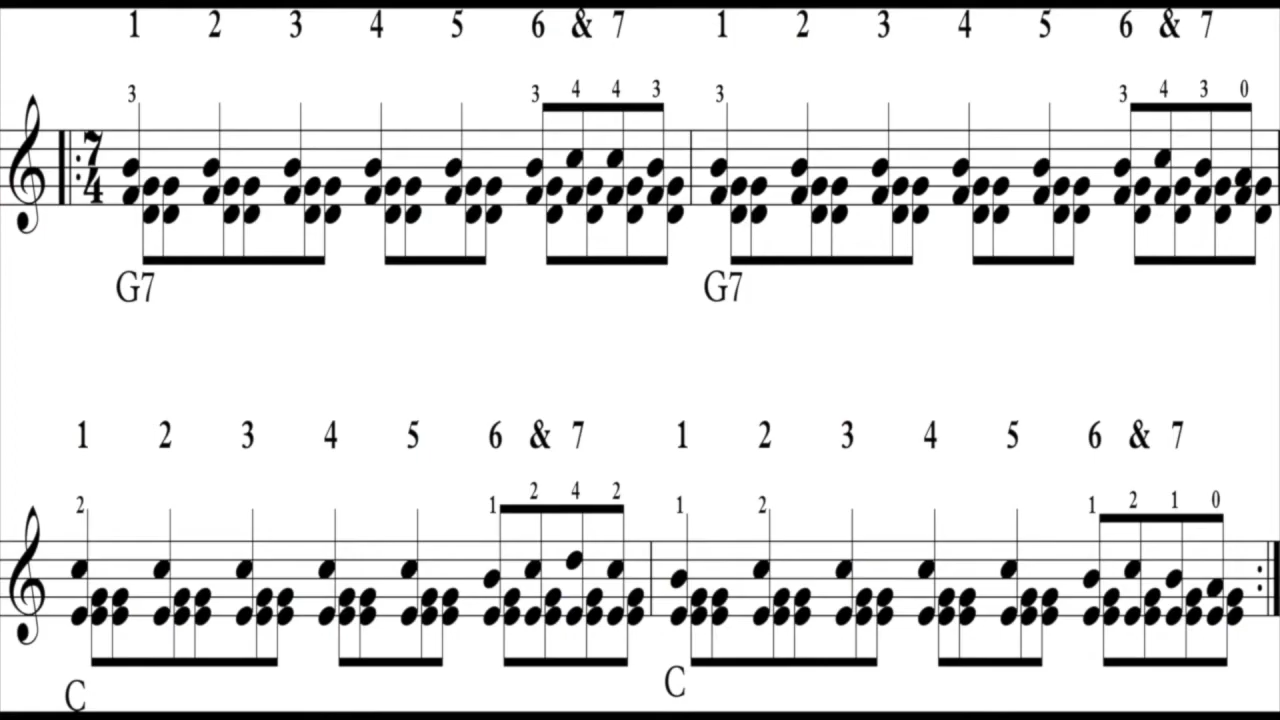 1 2 3 4 5 6 & 7 1 2 3 4 5 6 & 7
3 3 4 4 3 3 3 4 3 0
7
4
G7 G7
1 2 3 4 5 6 & 7 1 2 3 4 5 6 & 7
2 1 2 4 2 1 2 1 2 1 0
C C